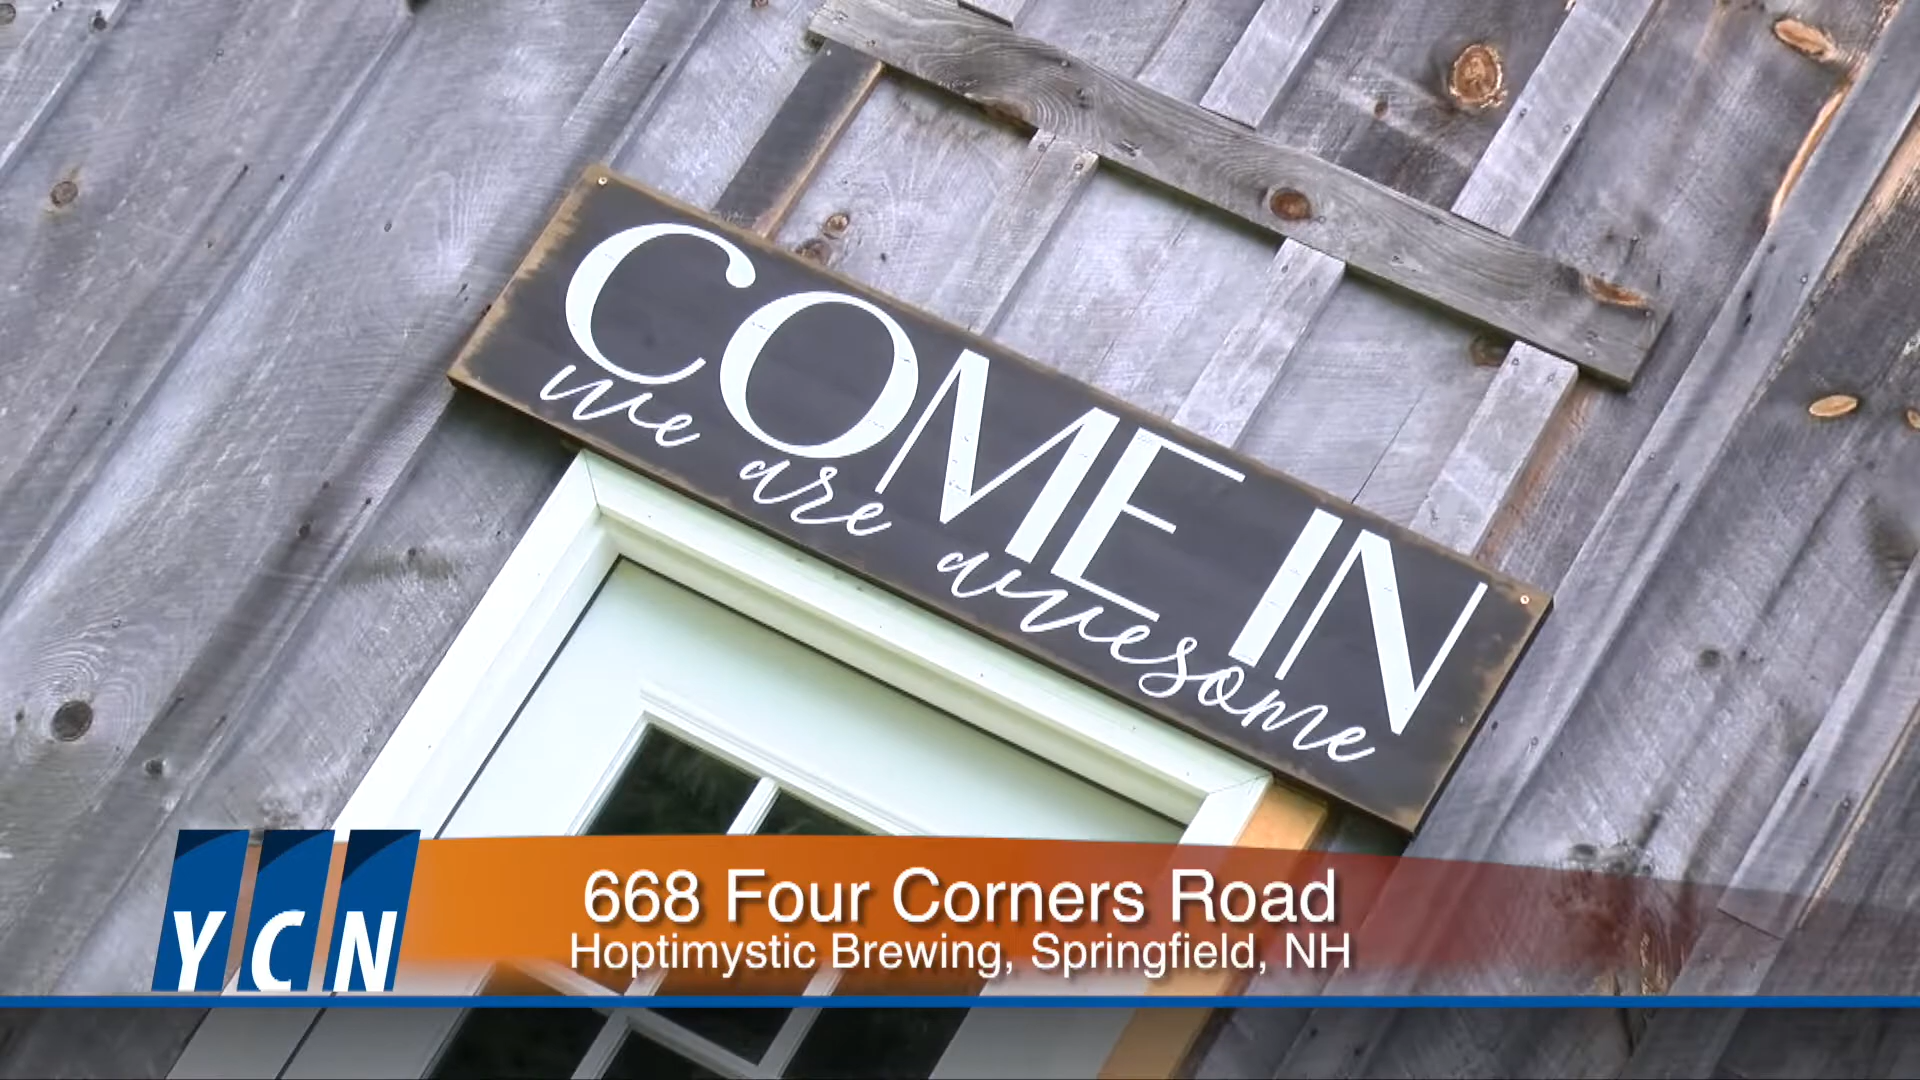 COME IN
we are awesome
YCN
668 Four Corners Road
Hoptimystic Brewing, Springfield, NH